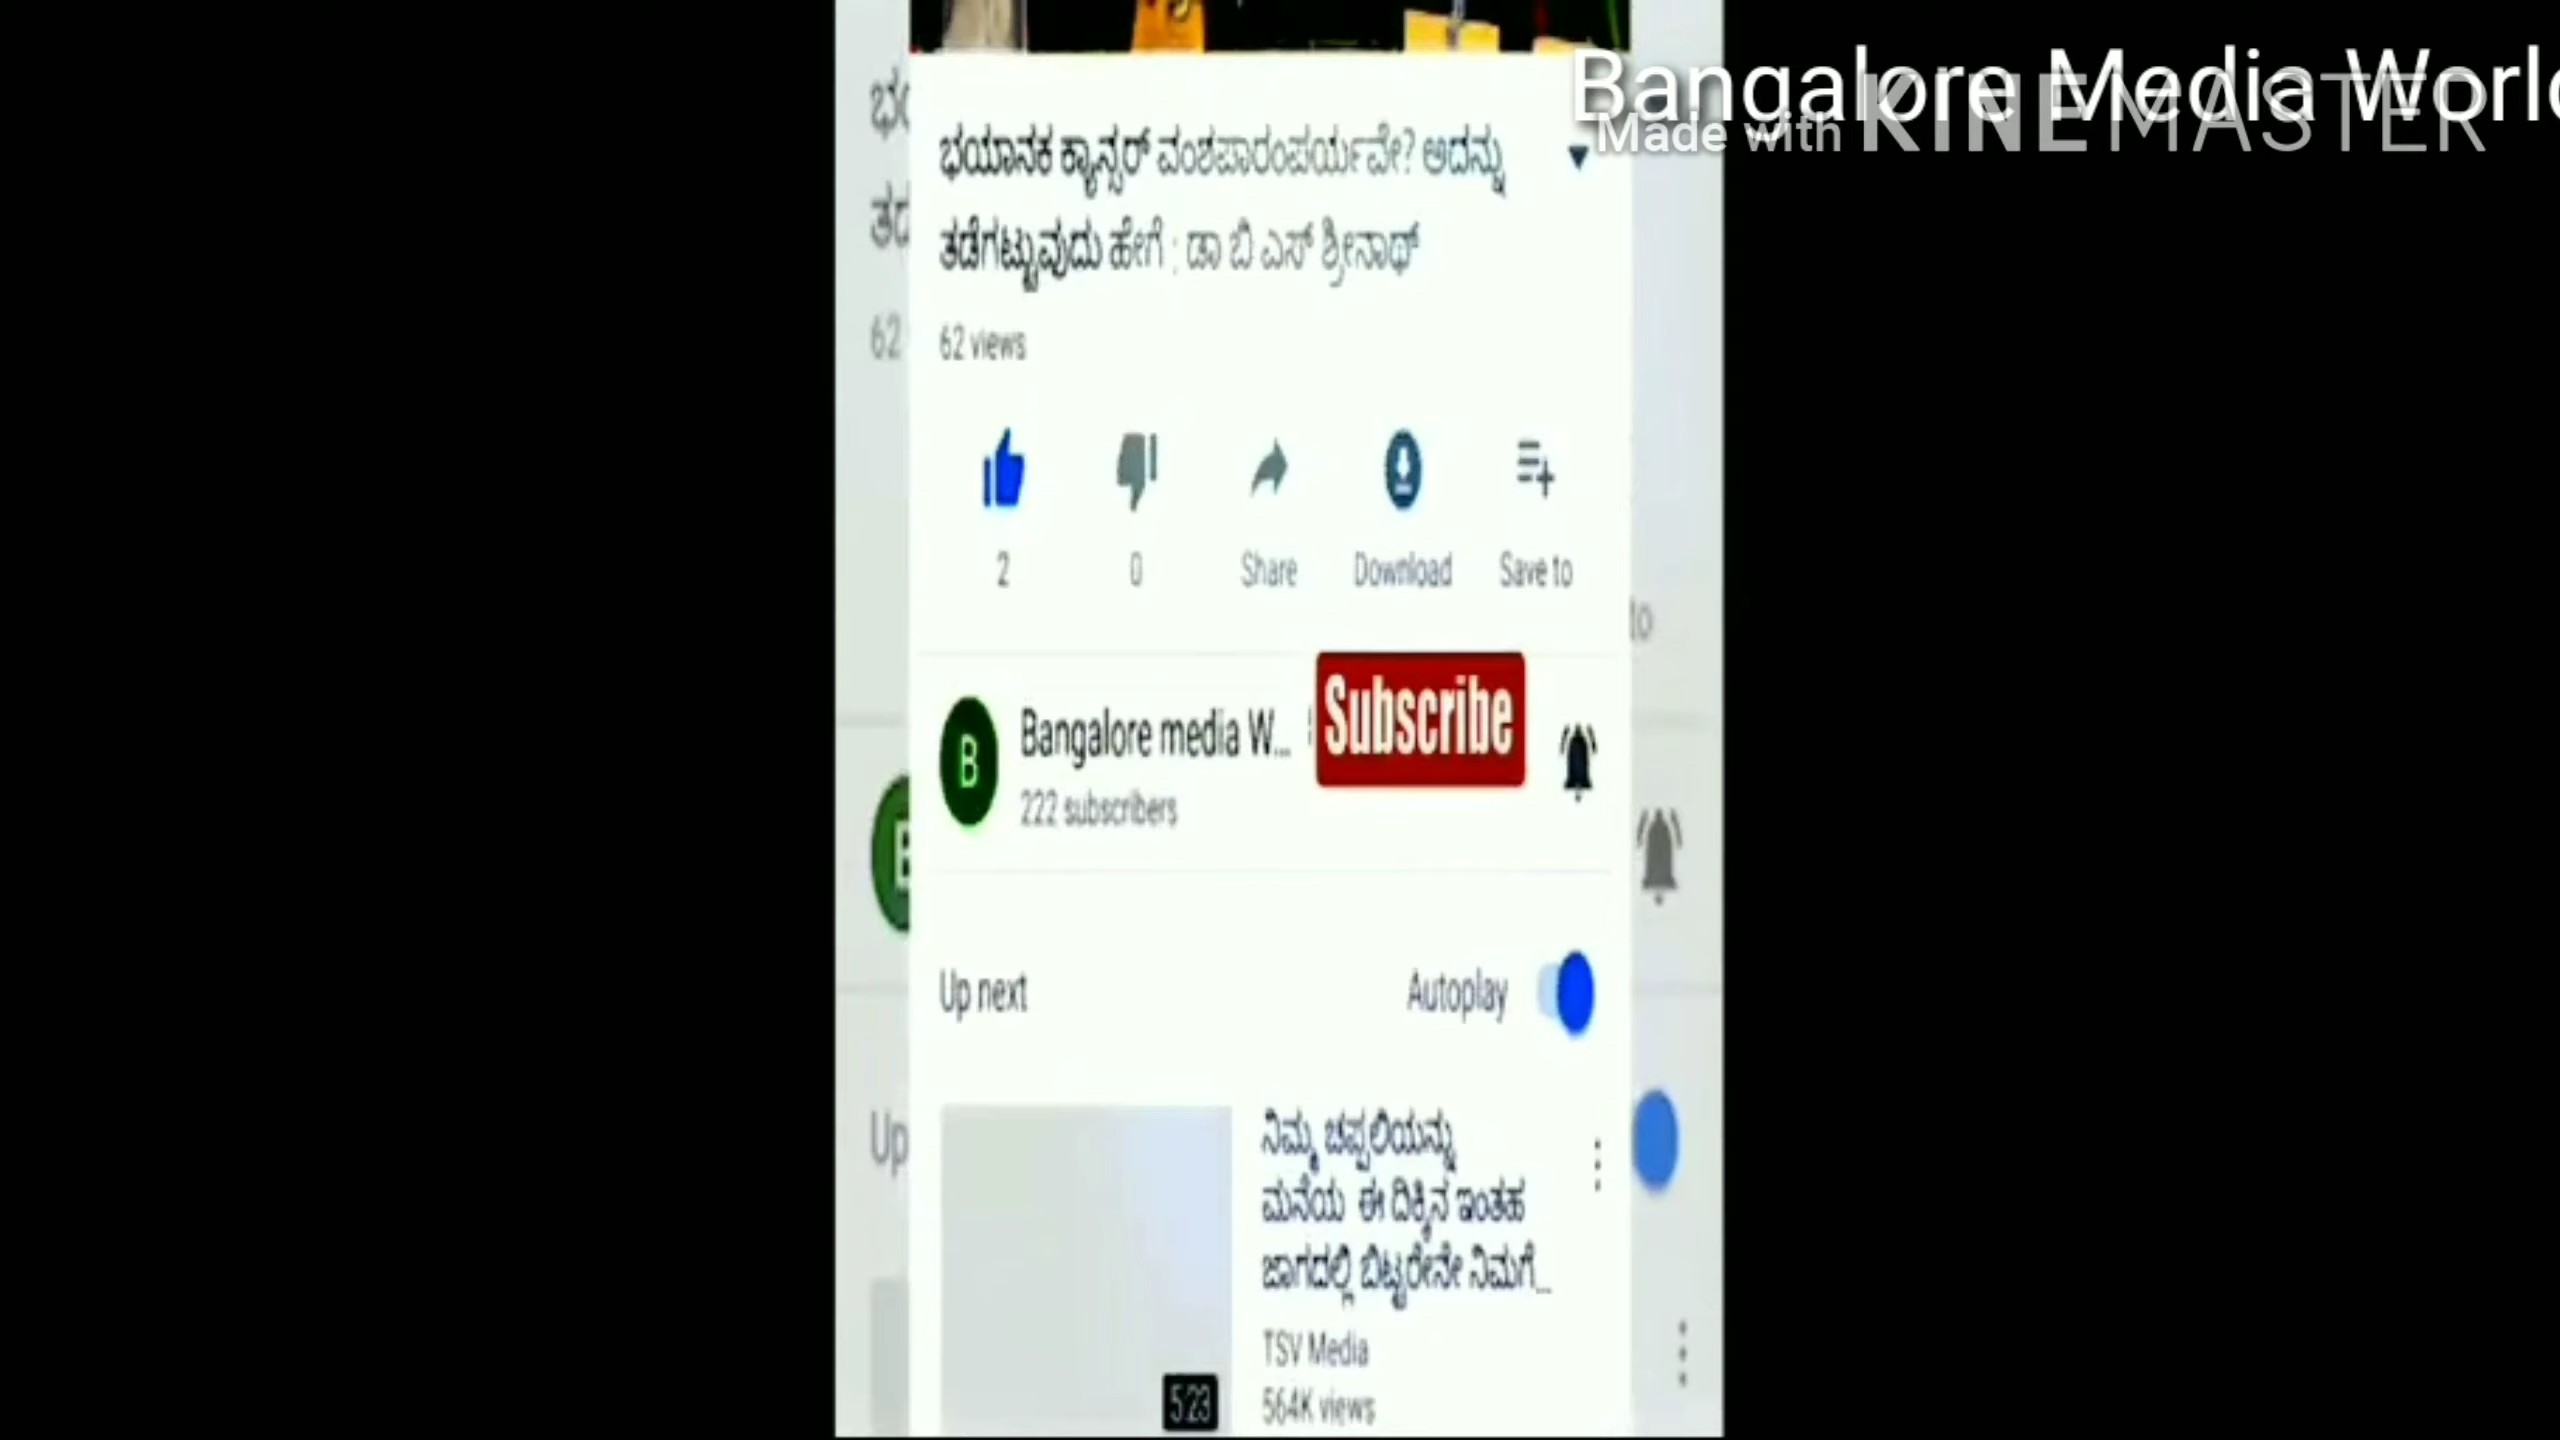 Bangalore Media World
Made with KINEMASTER
ಭಯಾನಕ ಕ್ಯಾನ್ಸರ್ ವಂಶಪಾರಂಪರ್ಯವೇ? ಅದನ್ನು
ತಡೆಗಟ್ಟುವುದು ಹೇಗೆ : ಡಾ ಬಿ ಎಸ್ ಶ್ರೀನಾಥ್
62 views
2
0
Share
Download
Save to
Bangalore media W...
Subscribe
222 subscribers
Up next
Autoplay
ನಿಮ್ಮ ಚಪ್ಪಲಿಯನ್ನು
ಮನೆಯ ಈ ದಿಕ್ಕಿನ ಇಂತಹ
ಜಾಗದಲ್ಲಿ ಬಿಟ್ಟರೇನೇ ನಿಮಗೆ...
TSV Media
564K views
5:23